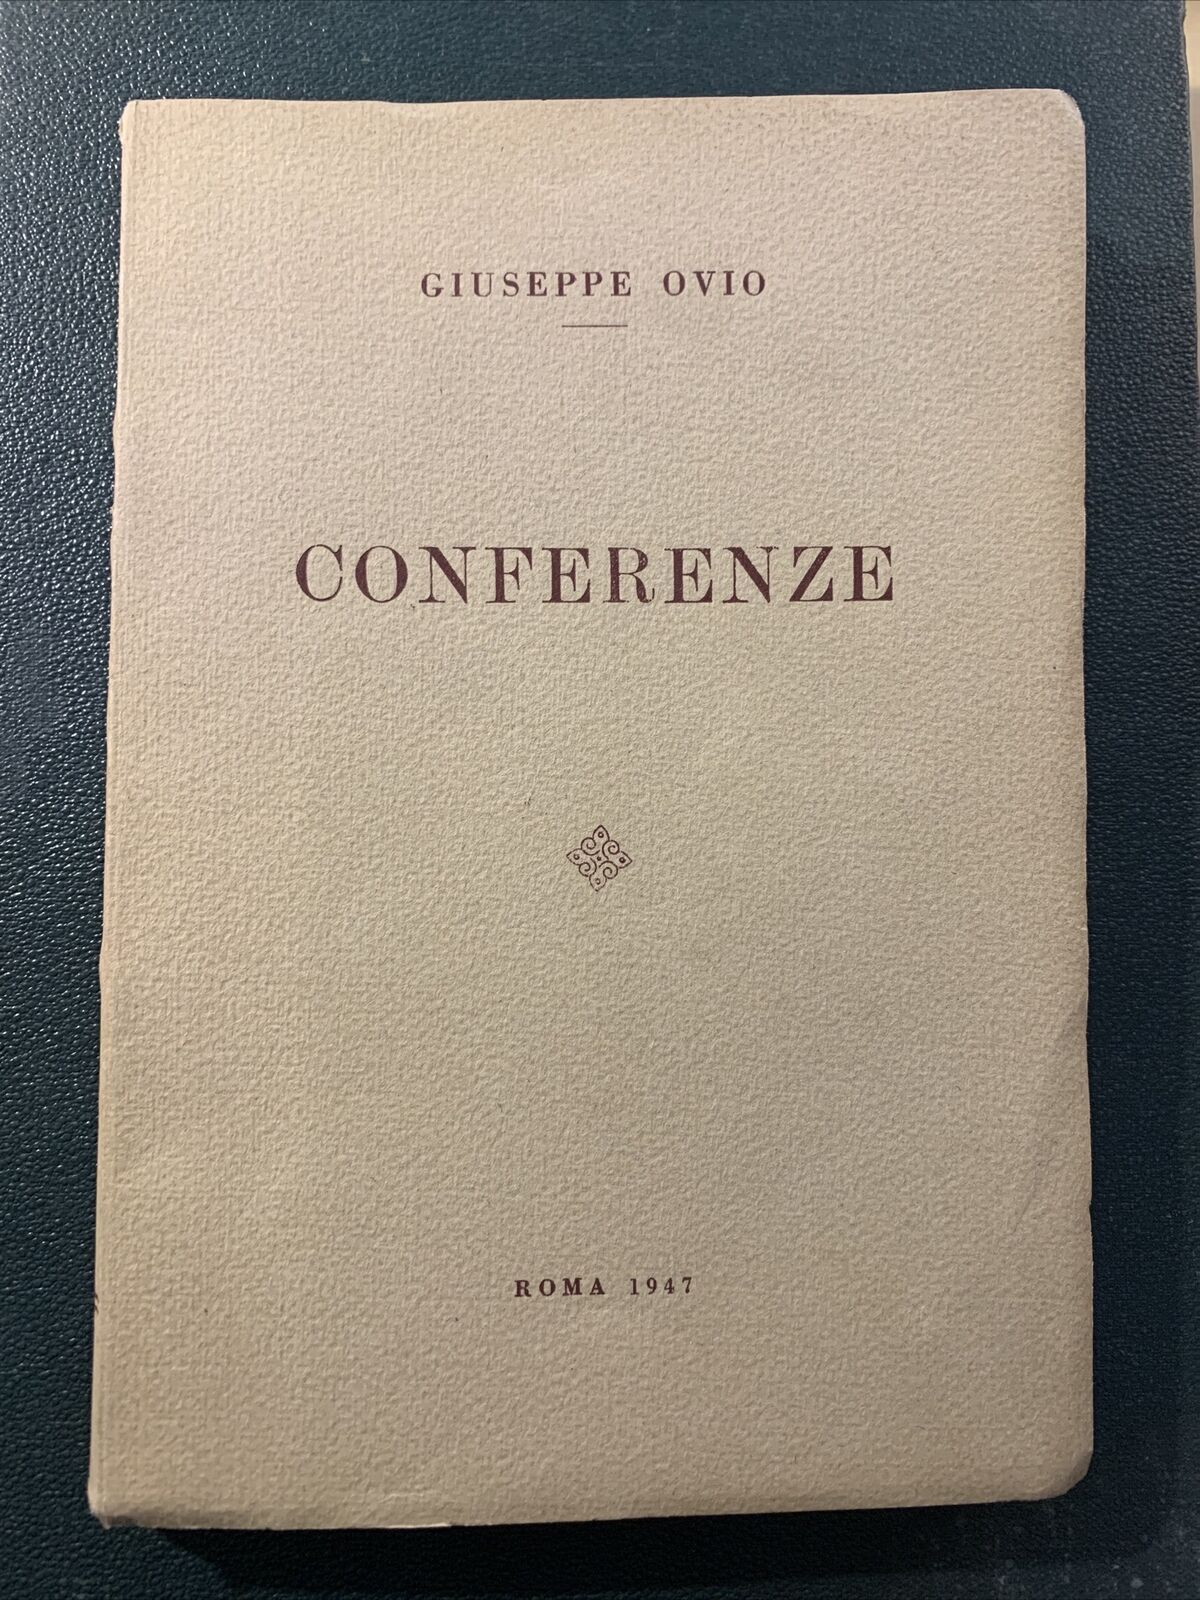 GIUSEPPE OVIO
CONFERENZE
ROMA 1947